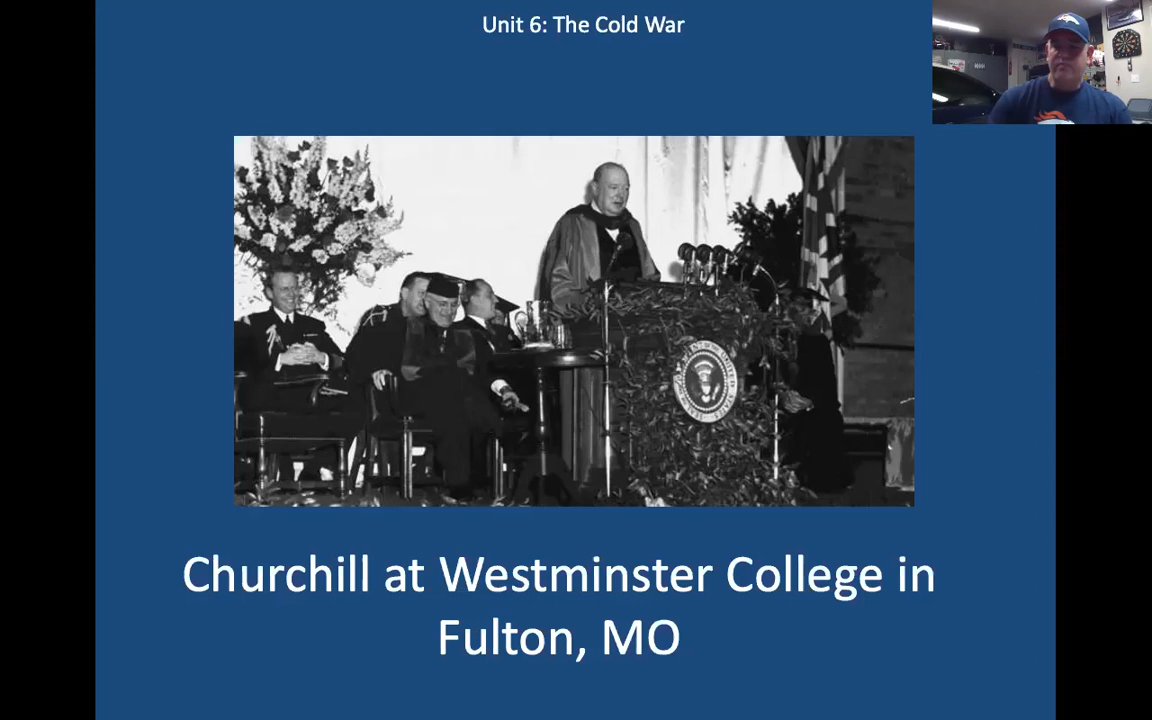 Unit 6: The Cold War
Churchill at Westminster College in
Fulton, MO